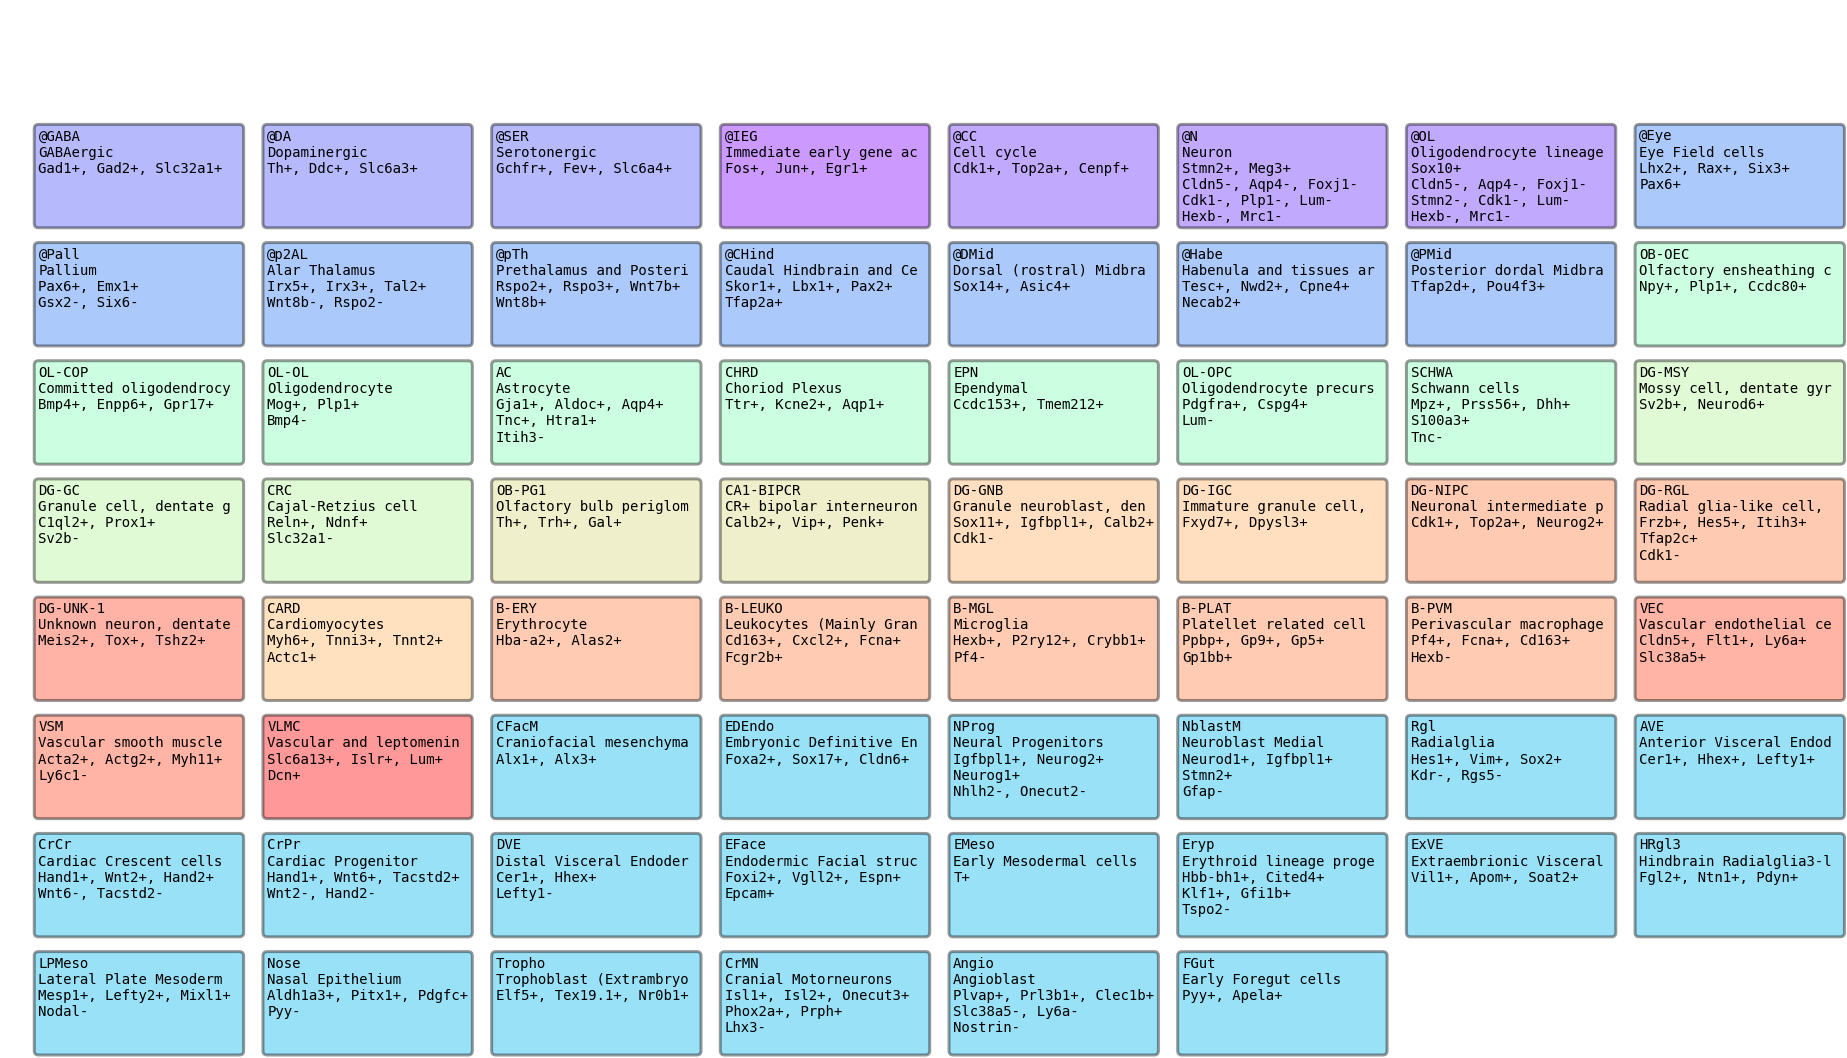 @GABA
GABAergic
Gad1+, Gad2+, Slc32a1+
@DA
Dopaminergic
Th+, Ddc+, Slc6a3+
@SER
Serotonergic
Gchfr+, Fev+, Slc6a4+
@IEG
Immediate early gene ac
Fos+, Jun+, Egr1+
@CC
Cell cycle
Cdk1+, Top2a+, Cenpf+
@N
Neuron
Stmn2+, Meg3+
Cldn5-, Aqp4-, Foxj1-
Cdk1-, Plp1-, Lum-
Hexb-, Mrc1-
@OL
Oligodendrocyte lineage
Sox10+
Cldn5-, Aqp4-, Foxj1-
Stmn2-, Cdk1-, Lum-
Hexb-, Mrc1-
@Eye
Eye Field cells
Lhx2+, Rax+, Six3+
Pax6+
@Pall
Pallium
Pax6+, Emx1+
Gsx2-, Six6-
@p2AL
Alar Thalamus
Irx5+, Irx3+, Tal2+
Wnt8b-, Rspo2-
@pTh
Prethalamus and Posteri
Rspo2+, Rspo3+, Wnt7b+
Wnt8b+
@CHind
Caudal Hindbrain and Ce
Skor1+, Lbx1+, Pax2+
Tfap2a+
@DMid
Dorsal (rostral) Midbra
Sox14+, Asic4+
@Habe
Habenula and tissues ar
Tesc+, Nwd2+, Cpne4+
Necab2+
@PMid
Posterior dordal Midbra
Tfap2d+, Pou4f3+
OB-OEC
Olfactory ensheathing c
Npy+, Plp1+, Ccdc80+
OL-COP
Committed oligodendrocy
Bmp4+, Enpp6+, Gpr17+
OL-OL
Oligodendrocyte
Mog+, Plp1+
Bmp4-
AC
Astrocyte
Gja1+, Aldoc+, Aqp4+
Tnc+, Htra1+
Itih3-
CHRD
Choriod Plexus
Ttr+, Kcne2+, Aqp1+
EPN
Ependymal
Ccdc153+, Tmem212+
OL-OPC
Oligodendrocyte precurs
Pdgfra+, Cspg4+
Lum-
SCHWA
Schwann cells
Mpz+, Prss56+, Dhh+
S100a3+
Tnc-
DG-MSY
Mossy cell, dentate gyr
Sv2b+, Neurod6+
DG-GC
Granule cell, dentate g
C1ql2+, Prox1+
Sv2b-
CRC
Cajal-Retzius cell
Reln+, Ndnf+
Slc32a1-
OB-PG1
Olfactory bulb periglom
Th+, Trh+, Gal+
CA1-BIPCR
CR+ bipolar interneuron
Calb2+, Vip+, Penk+
DG-GNB
Granule neuroblast, den
Sox11+, Igfbpl1+, Calb2+
Cdk1-
DG-IGC
Immature granule cell,
Fxyd7+, Dpysl3+
DG-NIPC
Neuronal intermediate p
Cdk1+, Top2a+, Neurog2+
DG-RGL
Radial glia-like cell,
Frzb+, Hes5+, Itih3+
Tfap2c+
Cdk1-
DG-UNK-1
Unknown neuron, dentate
Meis2+, Tox+, Tshz2+
CARD
Cardiomyocytes
Myh6+, Tnni3+, Tnnt2+
Actc1+
B-ERY
Erythrocyte
Hba-a2+, Alas2+
B-LEUKO
Leukocytes (Mainly Gran
Cd163+, Cxcl2+, Fcna+
Fcgr2b+
B-MGL
Microglia
Hexb+, P2ry12+, Crybb1+
Pf4-
B-PLAT
Platellet related cell
Ppbp+, Gp9+, Gp5+
Gp1bb+
B-PVM
Perivascular macrophage
Pf4+, Fcna+, Cd163+
Hexb-
VEC
Vascular endothelial ce
Cldn5+, Flt1+, Ly6a+
Slc38a5+
VSM
Vascular smooth muscle
Acta2+, Actg2+, Myh11+
Ly6c1-
VLMC
Vascular and leptomenin
Slc6a13+, Islr+, Lum+
Dcn+
CFacM
Craniofacial mesenchyma
Alx1+, Alx3+
EDEndo
Embryonic Definitive En
Foxa2+, Sox17+, Cldn6+
NProg
Neural Progenitors
Igfbpl1+, Neurog2+
Neurog1+
Nhlh2-, Onecut2-
NblastM
Neuroblast Medial
Neurod1+, Igfbpl1+
Stmn2+
Gfap-
Rgl
Radialglia
Hes1+, Vim+, Sox2+
Kdr-, Rgs5-
AVE
Anterior Visceral Endod
Cer1+, Hhex+, Lefty1+
CrCr
Cardiac Crescent cells
Hand1+, Wnt2+, Hand2+
Wnt6-, Tacstd2-
CrPr
Cardiac Progenitor
Hand1+, Wnt6+, Tacstd2+
Wnt2-, Hand2-
DVE
Distal Visceral Endoder
Cer1+, Hhex+
Lefty1-
EFace
Endodermic Facial struc
Foxi2+, Vgll2+, Espn+
Epcam+
EMeso
Early Mesodermal cells
T+
Eryp
Erythroid lineage proge
Hbb-bh1+, Cited4+
Klf1+, Gfi1b+
Tspo2-
ExVE
Extraembrionic Visceral
Vil1+, Apom+, Soat2+
HRgl3
Hindbrain Radialglia3-l
Fgl2+, Ntn1+, Pdyn+
LPMeso
Lateral Plate Mesoderm
Mesp1+, Lefty2+, Mixl1+
Nodal-
Nose
Nasal Epithelium
Aldh1a3+, Pitx1+, Pdgfc+
Pyy-
Tropho
Trophoblast (Extrambryo
Elf5+, Tex19.1+, Nr0b1+
CrMN
Cranial Motorneurons
Isl1+, Isl2+, Onecut3+
Phox2a+, Prph+
Lhx3-
Angio
Angioblast
Plvap+, Prl3b1+, Clec1b+
Slc38a5-, Ly6a-
Nostrin-
FGut
Early Foregut cells
Pyy+, Apela+